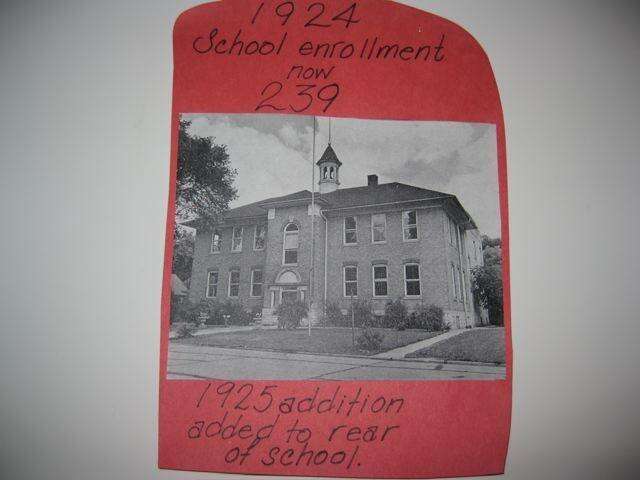 1924
School enrollment
now
239
1925 addition
added to rear
of school.